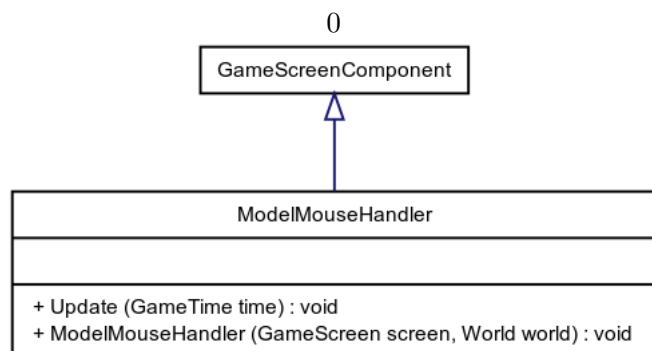 0
GameScreenComponent
ModelMouseHandler
+ Update (GameTime time) : void
+ ModelMouseHandler (GameScreen screen, World world) : void